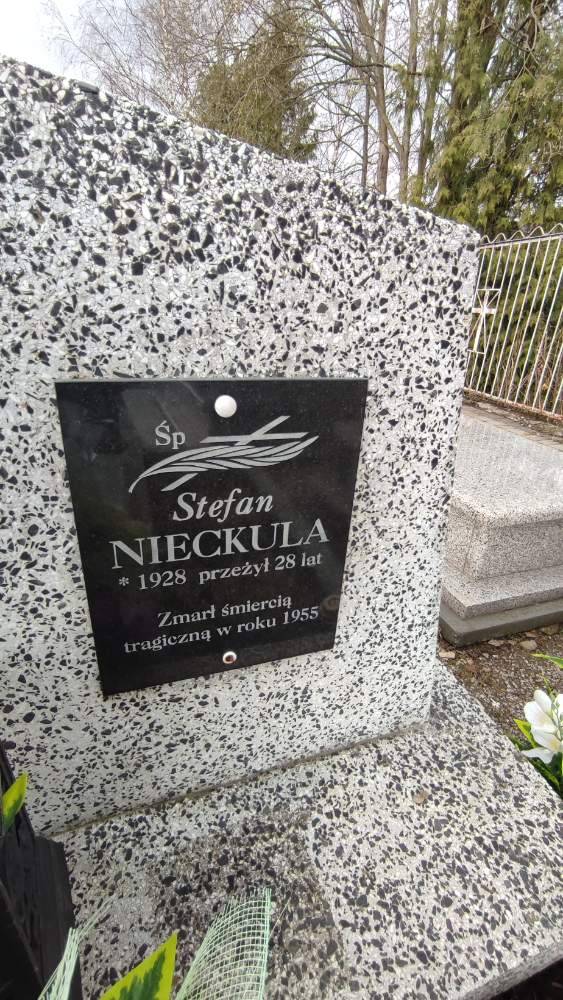 Śp
Stefan
NIECKULA
* 1928 przeżył 28 lat
Zmarł śmiercią
tragiczną w roku 1955